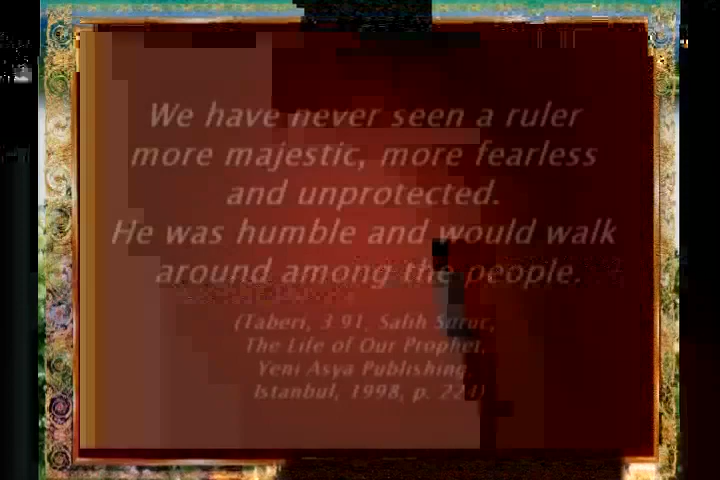 We have never seen a ruler
more majestic, more fearless
and unprotected.
He was humble and would walk
around among the people.
(Taberi, 3 91, Salih Suruc,
The Life of Our Prophet,
Yeni Asya Publishing,
Istanbul, 1998, p.